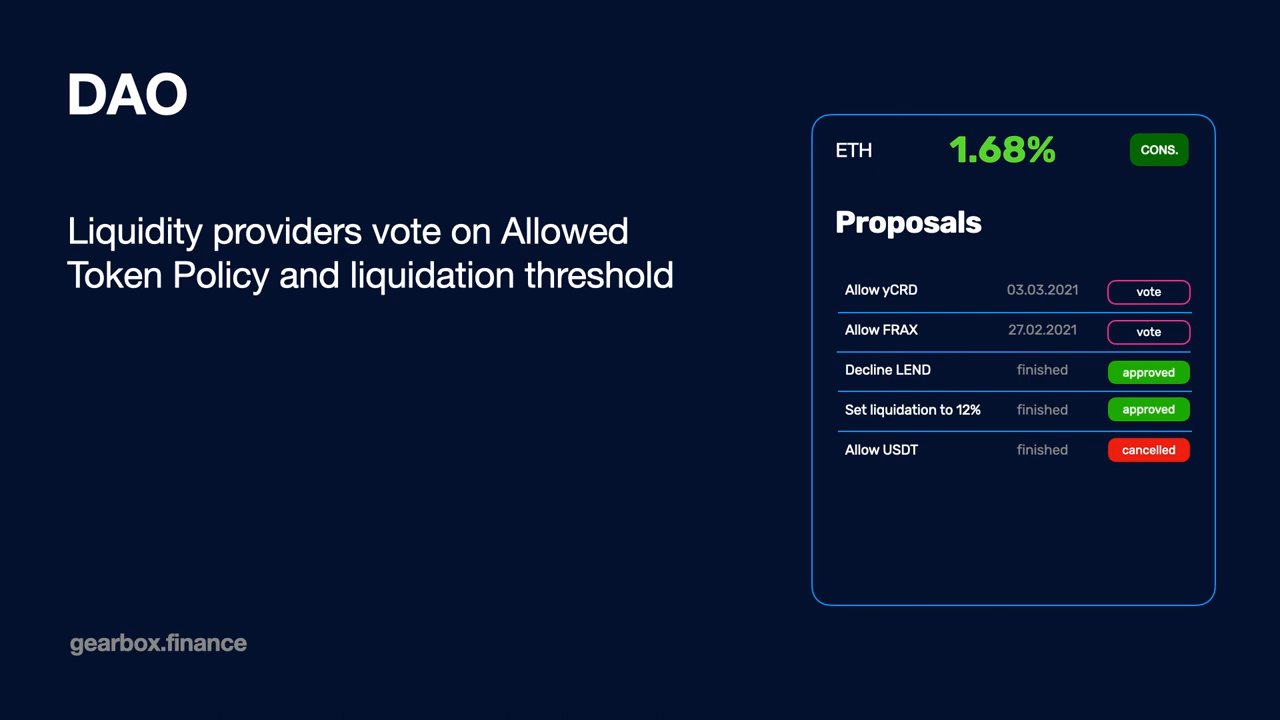 DAO
Liquidity providers vote on Allowed
Token Policy and liquidation threshold
ETH 1.68% CONS.
Proposals
Allow yCRD 03.03.2021 vote
Allow FRAX 27.02.2021 vote
Decline LEND finished approved
Set liquidation to 12% finished approved
Allow USDT finished cancelled
gearbox.finance